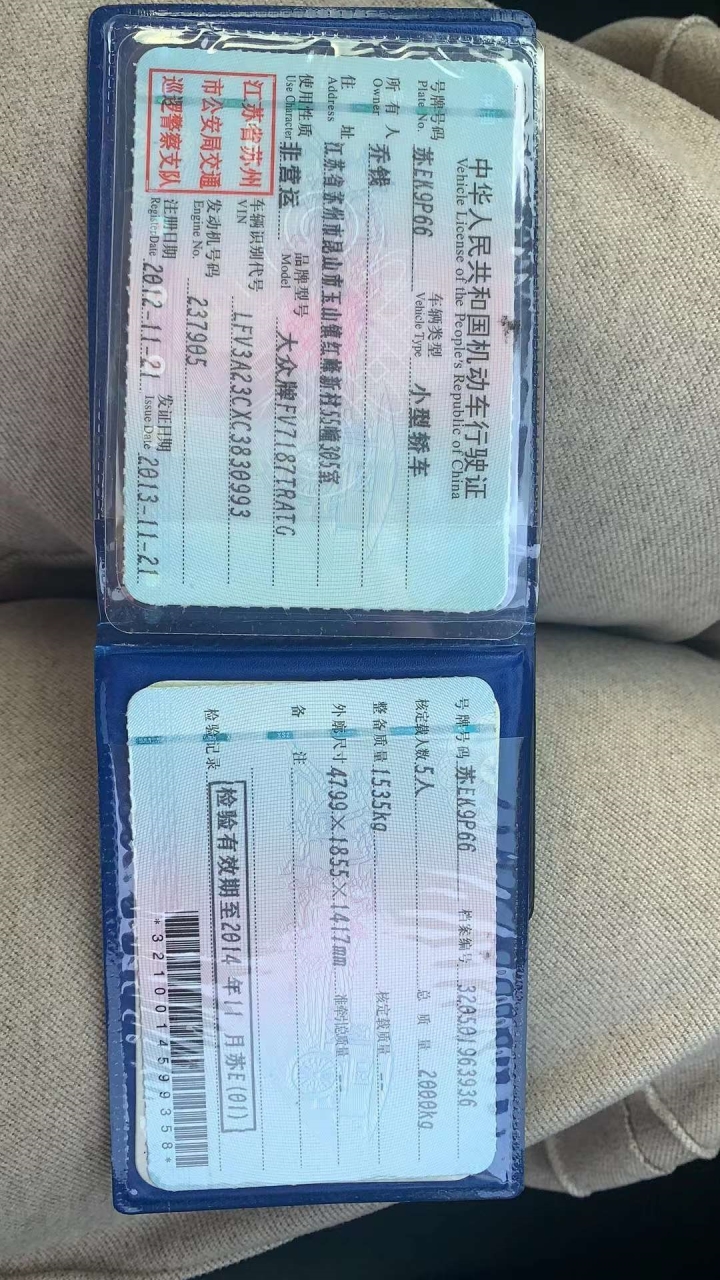 中华人民共和国机动车行驶证
Vehicle License of the People's Republic of China
号牌号码 苏EK9P66 车辆类型 小型轿车
Plate No. Vehicle Type
所有人 乔钱
Owner
住址 江苏省苏州市昆山市玉山镇红峰新村55幢305室
Address
使用性质 非营运 品牌型号 大众牌FV7187TRATG
Use Character Model
江苏省苏州
市公安局交通
巡逻警察支队
车辆识别代号 LFV3A23CXC3830993
VIN
发动机号码 237905
Engine No.
注册日期 2012-11-21 发证日期 2013-11-21
Register Date Issue Date
号牌号码 苏EK9P66 档案编号 320501963936
核定载人数 5人 总质量 2000kg
整备质量 1535kg 核定载质量 --
外廓尺寸 4799×1855×1417mm 准牵引总质量 --
备注
检验记录 检验有效期至2014年11月苏E(01)
*3210014599358*